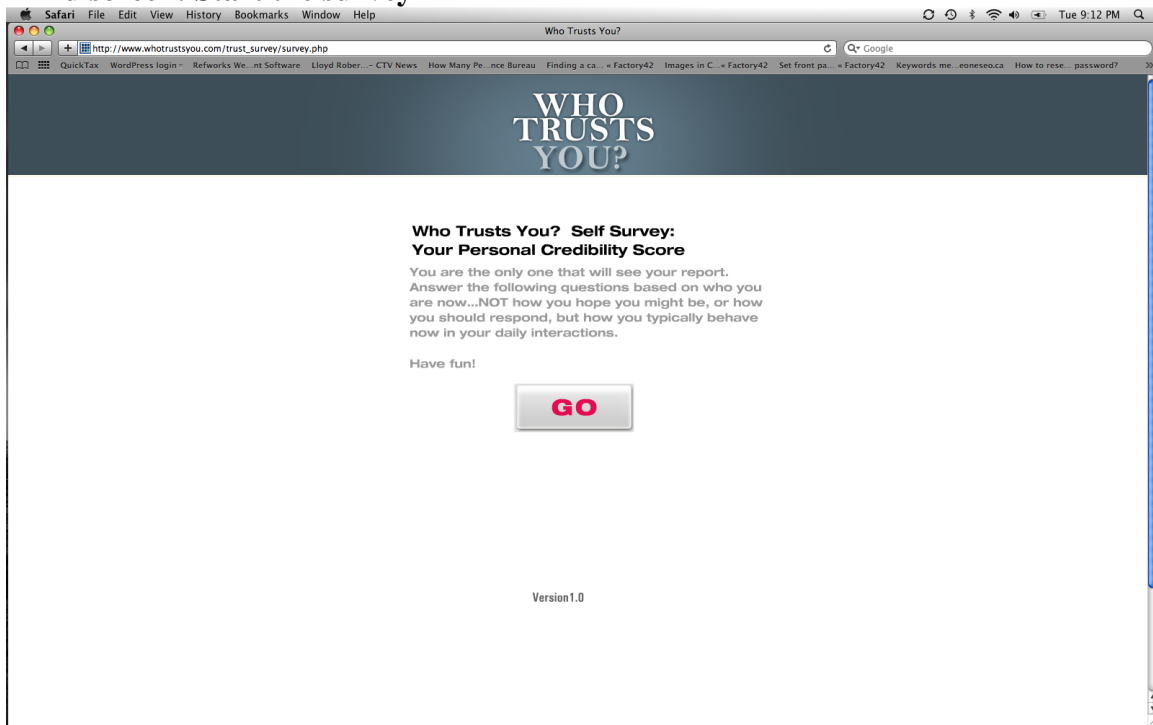 Safari File Edit View History Bookmarks Window Help Tue 9:12 PM
Who Trusts You?
http://www.whotrustsyou.com/trust_survey/survey.php Google
QuickTax WordPress login Refworks We...nt Software Lloyd Rober...- CTV News How Many Pe...nce Bureau Finding a ca... « Factory42 Images in C...« Factory42 Set front pa... « Factory42 Keywords me...eoneseo.ca How to rese... password?
WHO
TRUSTS
YOU?
Who Trusts You? Self Survey:
Your Personal Credibility Score
You are the only one that will see your report.
Answer the following questions based on who you
are now...NOT how you hope you might be, or how
you should respond, but how you typically behave
now in your daily interactions.
Have fun!
GO
Version1.0